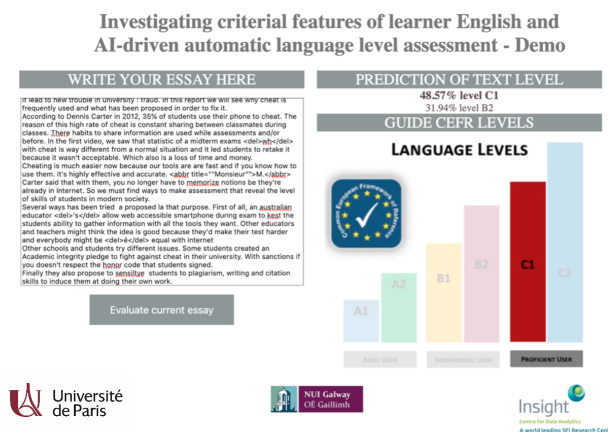 Investigating criterial features of learner English and
AI-driven automatic language level assessment - Demo
WRITE YOUR ESSAY HERE
It lead to new trouble in university : fraud. In this report we will see why cheat is
frequently used and what has been proposed in order to fix it.
According to Dennis Carter in 2012, 35% of students use their phone to cheat. The
reason of this high rate of cheat is constant sharing between classmates during
classes. There habits to share information are used while assessments and/or
before. In the first video, we saw that statistic of a midterm exams <del>wh</del>
with cheat is way different from a normal situation and it led students to retake it
because it wasn't acceptable. Which also is a loss of time and money.
Cheating is much easier now because our tools are are fast and if you know how to
use them. It's highly effective and accurate. <abbr title=""Monsieur"">M.</abbr>
Carter said that with them, you no longer have to memorize notions be they're
already in Internet. So we must find ways to make assessment that reveal the level
of skills of students in modern society.
Several ways has been tried  a proposed la that purpose. First of all, an australian
educator <del>'s</del> allow web accessible smartphone during exam to kest the
students ability to gather information with all the tools they want. Other educators
and teachers might think the idea is good because they'd make their test harder
and everybody might be <del>é</del> equal with internet
Other schools and students try different issues. Some students created an
Academic integrity pledge to fight against cheat in their university. With sanctions if
you doesn't respect the honor code that students signed.
Finally they also propose to sensitye  students to plagiarism, writing and citation
skills to induce them at doing their own work.
Evaluate current essay
PREDICTION OF TEXT LEVEL
48.57% level C1
31.94% level B2
GUIDE CEFR LEVELS
LANGUAGE LEVELS
Common European Framework of Reference
A1
A2
B1
B2
C1
C2
BASIC USER
INDEPENDENT USER
PROFICIENT USER
Université
de Paris
NUI Galway
OÉ Gaillimh
Insight
Centre for Data Analytics
A world leading SFI Research Cen